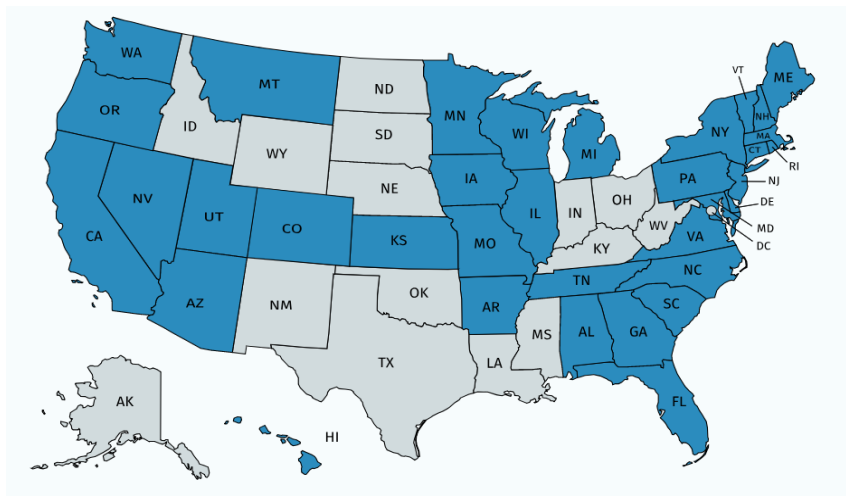 WA
MT
ND
MN
ME
VT
NH
OR
ID
SD
WI
NY
MA
MI
CT
RI
WY
NE
IA
PA
NJ
NV
UT
CO
KS
IL
IN
OH
DE
MD
DC
CA
MO
KY
WV
VA
AZ
NM
OK
AR
TN
NC
SC
MS
AL
GA
TX
LA
FL
AK
HI